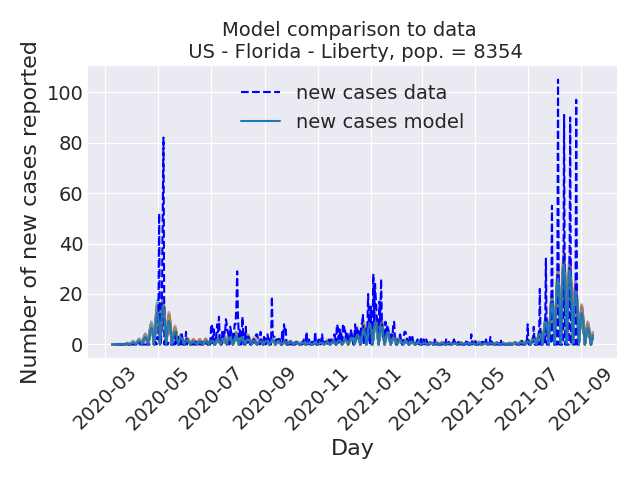 Model comparison to data
US - Florida - Liberty, pop. = 8354
Number of new cases reported
100
80
60
40
20
0
new cases data
new cases model
2020-03
2020-05
2020-07
2020-09
2020-11
2021-01
2021-03
2021-05
2021-07
2021-09
Day